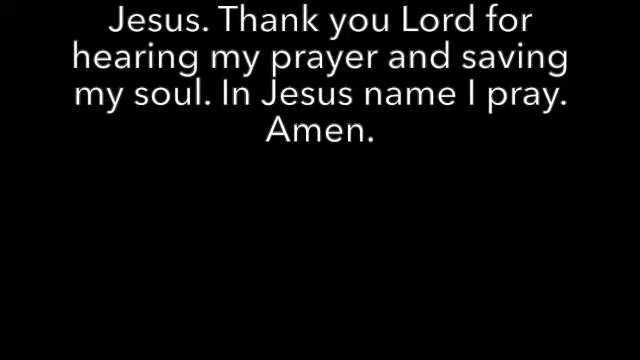 Jesus. Thank you Lord for
hearing my prayer and saving
my soul. In Jesus name I pray.
Amen.